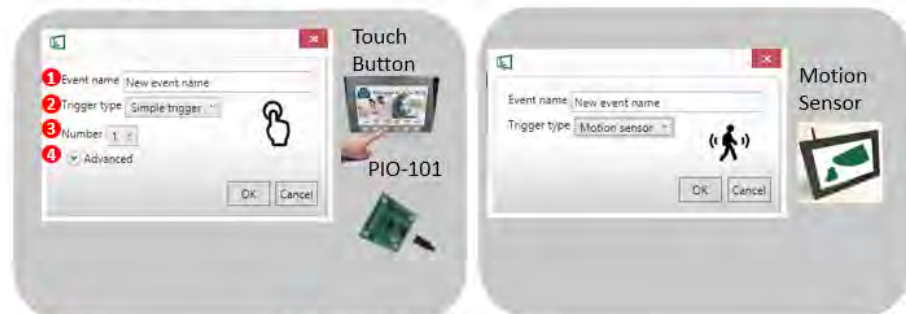 Touch
Button
1 Event name New event name
2 Trigger type Simple trigger
3 Number 1
4 Advanced
OK Cancel
PIO-101
Motion
Sensor
Event name New event name
Trigger type Motion sensor
OK Cancel